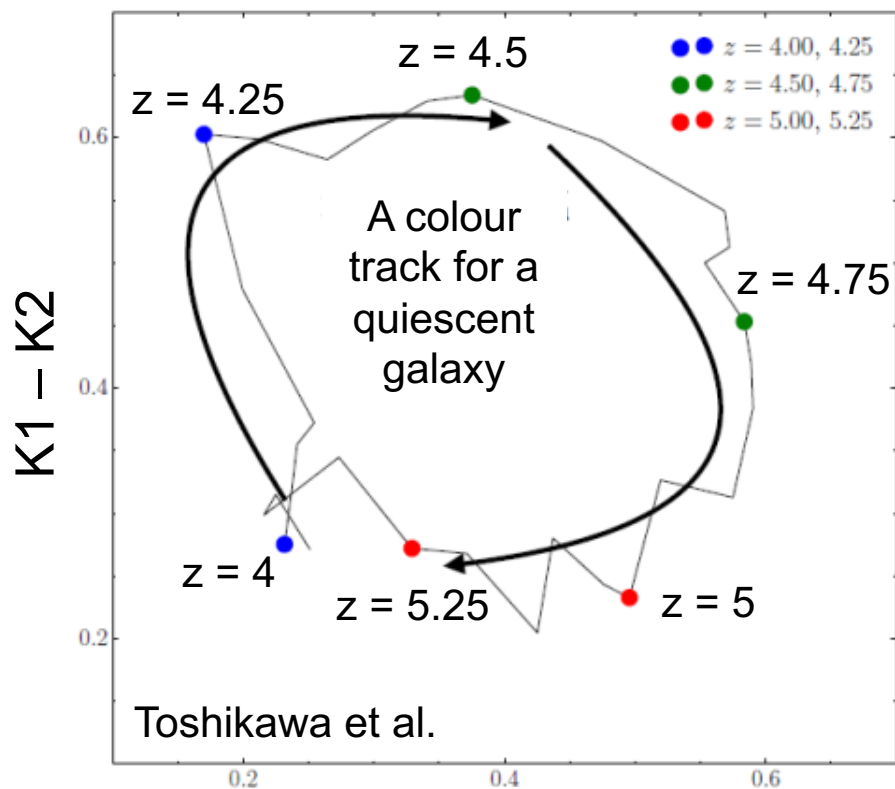 z = 4.5
z = 4.00, 4.25
z = 4.50, 4.75
z = 5.00, 5.25
z = 4.25
0.6
A colour
track for a
quiescent
galaxy
z = 4.75
K1 – K2
0.4
z = 4
z = 5.25
z = 5
0.2
Toshikawa et al.
0.2
0.4
0.6